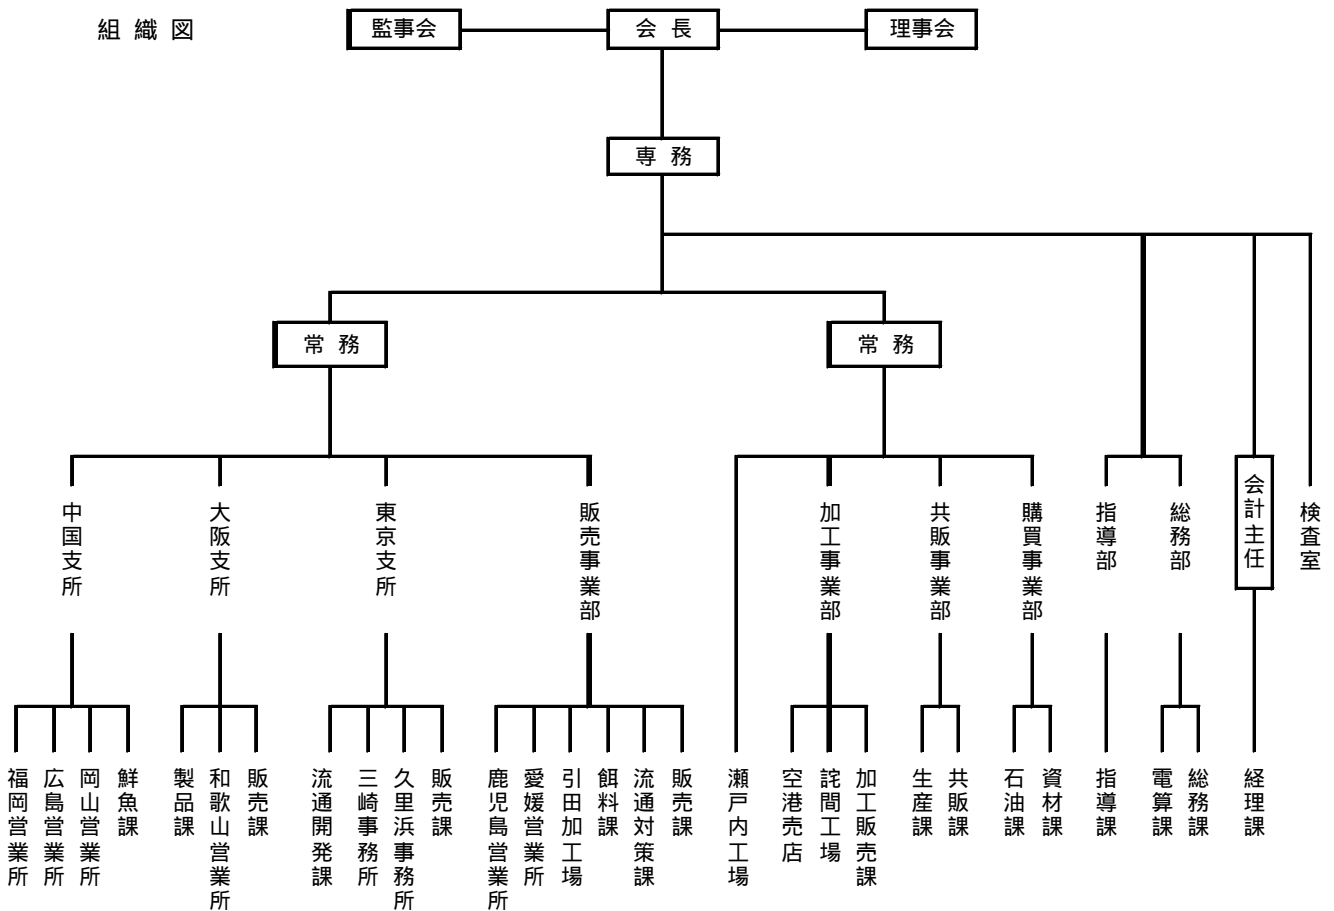 組織図
監事会
会長
理事会
専務
常務
常務
中国支所
大阪支所
東京支所
販売事業部
加工事業部
共販事業部
購買事業部
指導部
総務部
会計主任
検査室
福岡営業所
広島営業所
岡山営業所
鮮魚課
製品課
和歌山営業所
販売課
流通開発課
三崎事務所
久里浜事務所
販売課
鹿児島営業所
愛媛営業所
引田加工場
餌料課
流通対策課
販売課
瀬戸内工場
空港売店
詫間工場
加工販売課
生産課
共販課
石油課
資材課
指導課
電算課
総務課
経理課